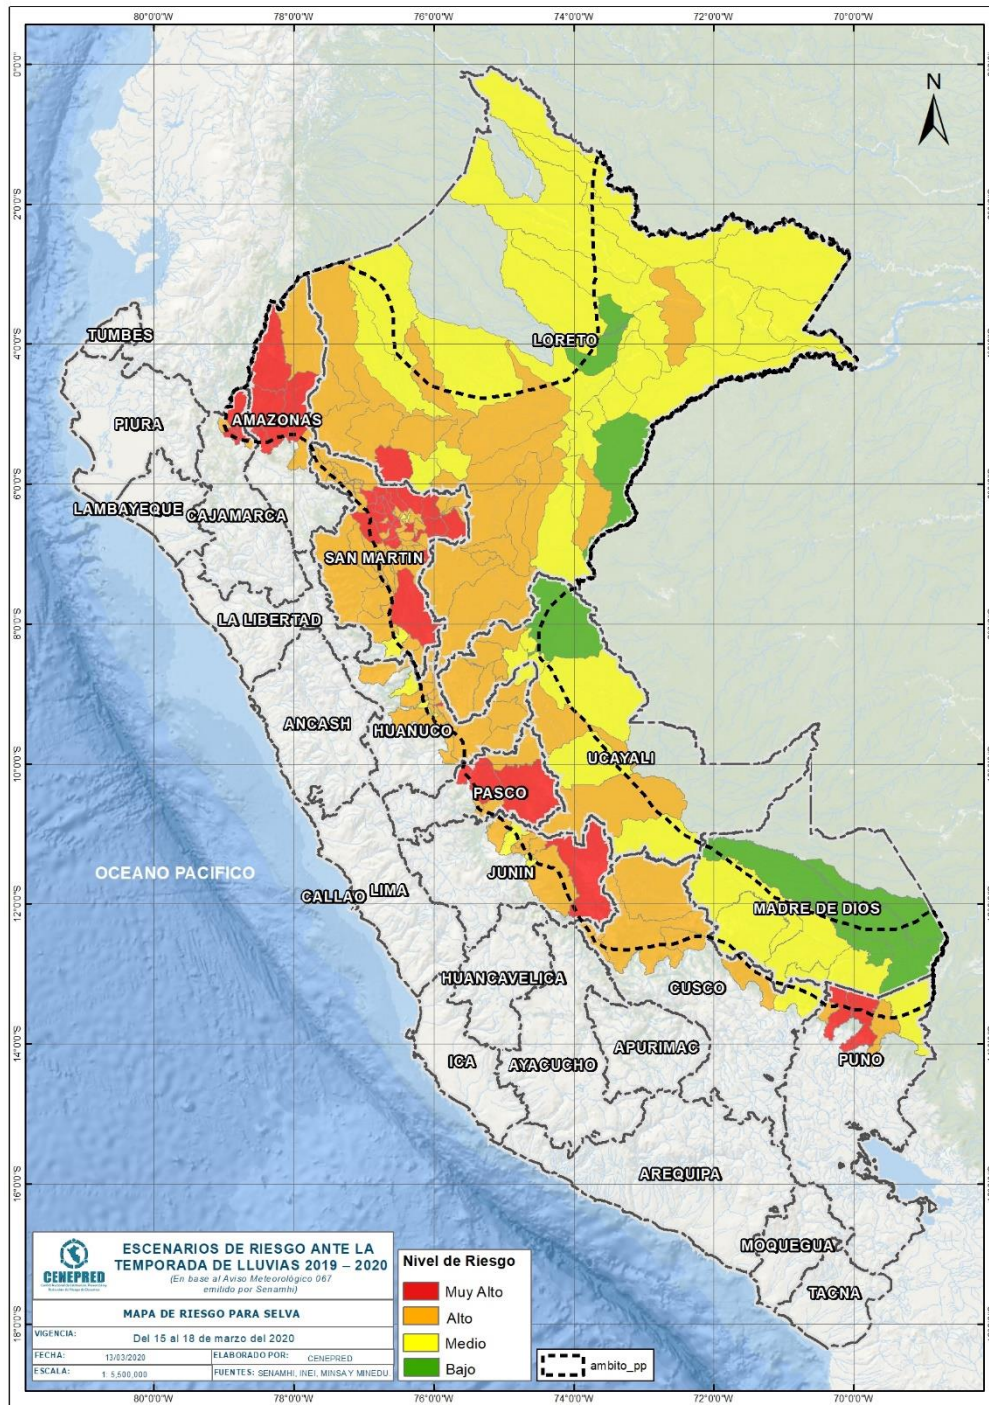 80°0'0"O 78°0'0"O 76°0'0"O 74°0'0"O 72°0'0"O 70°0'0"O
0°0'0"
N
2°0'0"S
4°0'0"S
TUMBES
LORETO
PIURA
AMAZONAS
6°0'0"S
LAMBAYEQUE
CAJAMARCA
SAN MARTIN
LA LIBERTAD
8°0'0"S
ANCASH
HUANUCO
UCAYALI
10°0'0"S
PASCO
OCEANO PACIFICO
JUNIN
CALLAO
LIMA
MADRE DE DIOS
12°0'0"S
HUANCAVELICA
CUSCO
14°0'0"S
ICA
AYACUCHO
APURIMAC
PUNO
AREQUIPA
16°0'0"S
MOQUEGUA
TACNA
18°0'0"S
CENEPRED
ESCENARIOS DE RIESGO ANTE LA
TEMPORADA DE LLUVIAS 2019 – 2020
(En base al Aviso Meteorológico 067
emitido por Senamhi)
MAPA DE RIESGO PARA SELVA
VIGENCIA:
Del 15 al 18 de marzo del 2020
FECHA: 13/03/2020 ELABORADO POR: CENEPRED
ESCALA: 1: 5,500,000 FUENTES: SENAMHI, INEI, MINSA Y MINEDU
Nivel de Riesgo
Muy Alto
Alto
Medio
Bajo
ambito_pp
80°0'0"O 78°0'0"O 76°0'0"O 74°0'0"O 72°0'0"O 70°0'0"O